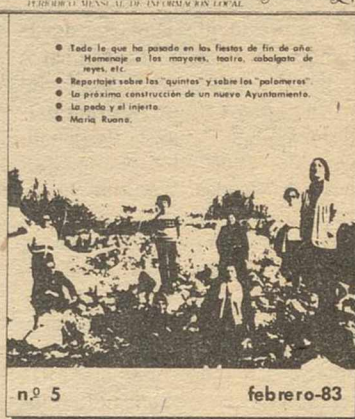 PERIODICO MENSUAL DE INFORMACION LOCAL
● Todo lo que ha pasado en las fiestas de fin de año:
Homenaje a los mayores, teatro, cabalgata de
reyes, etc.
● Reportajes sobre los "quintos" y sobre los "palomeros".
● La próxima construcción de un nuevo Ayuntamiento.
● La poda y el injerto.
● Mariq Ruano.
n.º 5
febrero-83